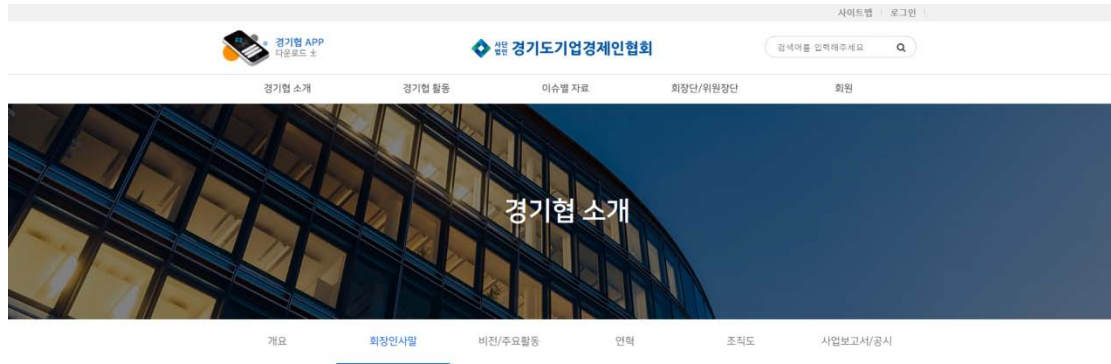 사이트맵 로그인
경기협 APP
다운로드
사단법인 경기도기업경제인협회
검색어를 입력해주세요
경기협 소개 경기협 활동 이슈별 자료 회장단/위원장단 회원
경기협 소개
개요 회장인사말 비전/주요활동 연혁 조직도 사업보고서/공시